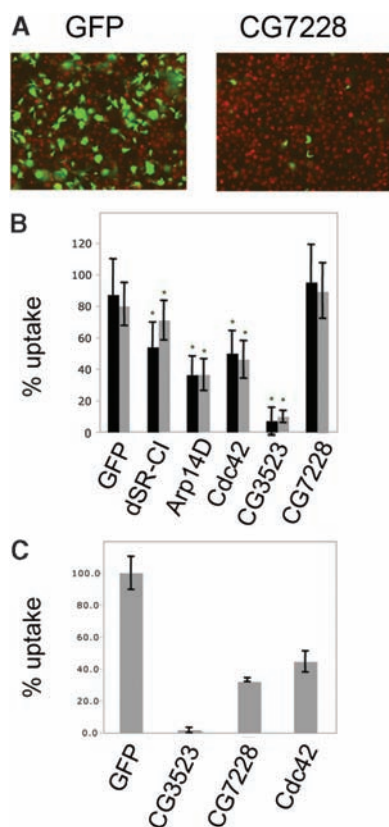 A
GFP
CG7228
B
% uptake
120
100
80
60
40
20
0
* * * * * * * *
GFP
dSR-CI
Arp14D
Cdc42
CG3523
CG7228
C
% uptake
100.0
80.0
60.0
40.0
20.0
0.0
GFP
CG3523
CG7228
Cdc42